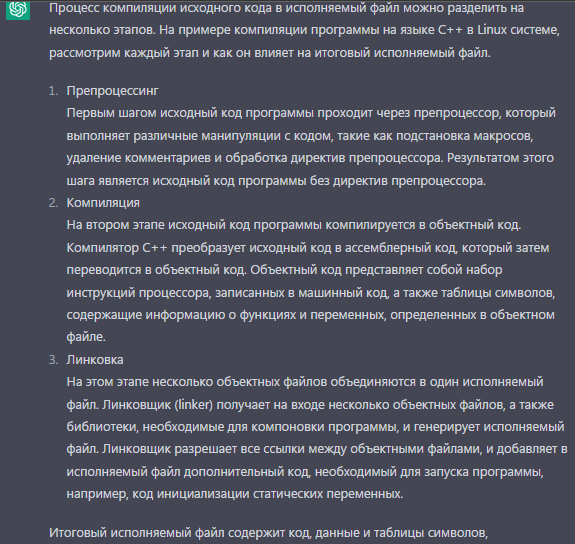 Процесс компиляции исходного кода в исполняемый файл можно разделить на
несколько этапов. На примере компиляции программы на языке C++ в Linux системе,
рассмотрим каждый этап и как он влияет на итоговый исполняемый файл.
1. Препроцессинг
Первым шагом исходный код программы проходит через препроцессор, который
выполняет различные манипуляции с кодом, такие как подстановка макросов,
удаление комментариев и обработка директив препроцессора. Результатом этого
шага является исходный код программы без директив препроцессора.
2. Компиляция
На втором этапе исходный код программы компилируется в объектный код.
Компилятор C++ преобразует исходный код в ассемблерный код, который затем
переводится в объектный код. Объектный код представляет собой набор
инструкций процессора, записанных в машинный код, а также таблицы символов,
содержащие информацию о функциях и переменных, определенных в объектном
файле.
3. Линковка
На этом этапе несколько объектных файлов объединяются в один исполняемый
файл. Линковщик (linker) получает на входе несколько объектных файлов, а также
библиотеки, необходимые для компоновки программы, и генерирует исполняемый
файл. Линковщик разрешает все ссылки между объектными файлами, и добавляет в
исполняемый файл дополнительный код, необходимый для запуска программы,
например, код инициализации статических переменных.
Итоговый исполняемый файл содержит код, данные и таблицы символов,